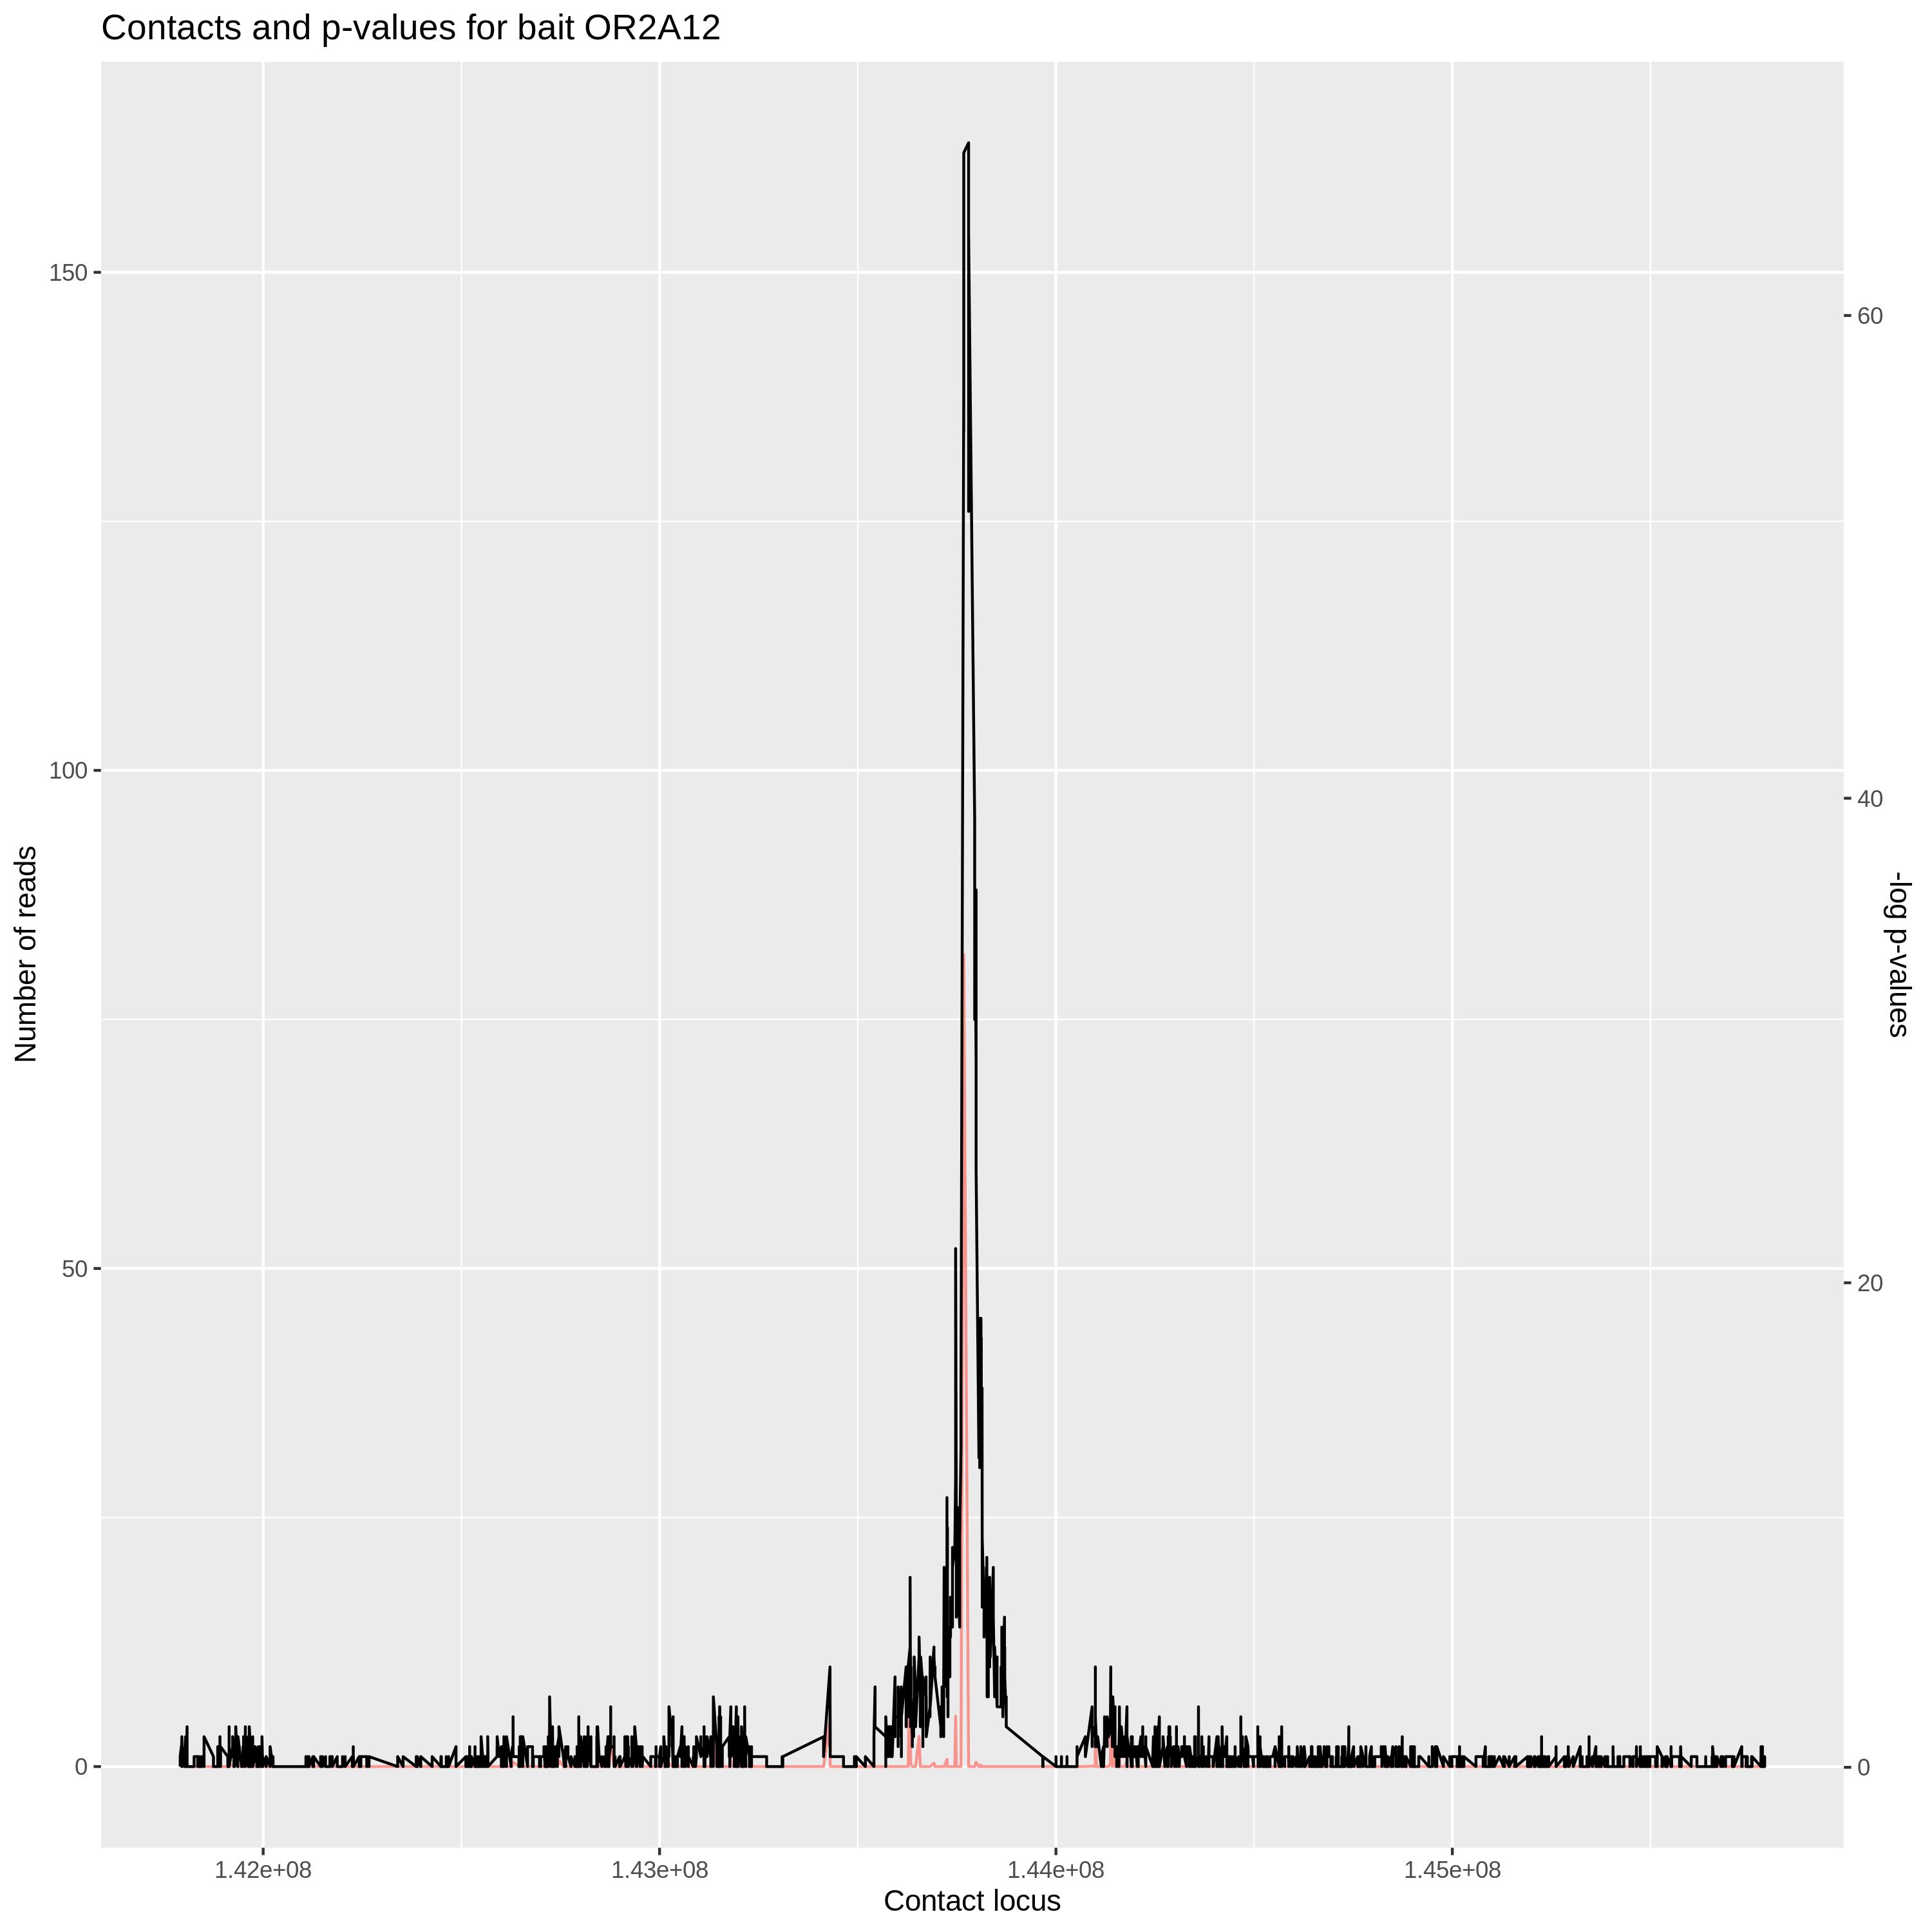 Contacts and p-values for bait OR2A12
150
100
50
0
Number of reads
60
40
20
0
-log p-values
1.42e+08
1.43e+08
1.44e+08
1.45e+08
Contact locus